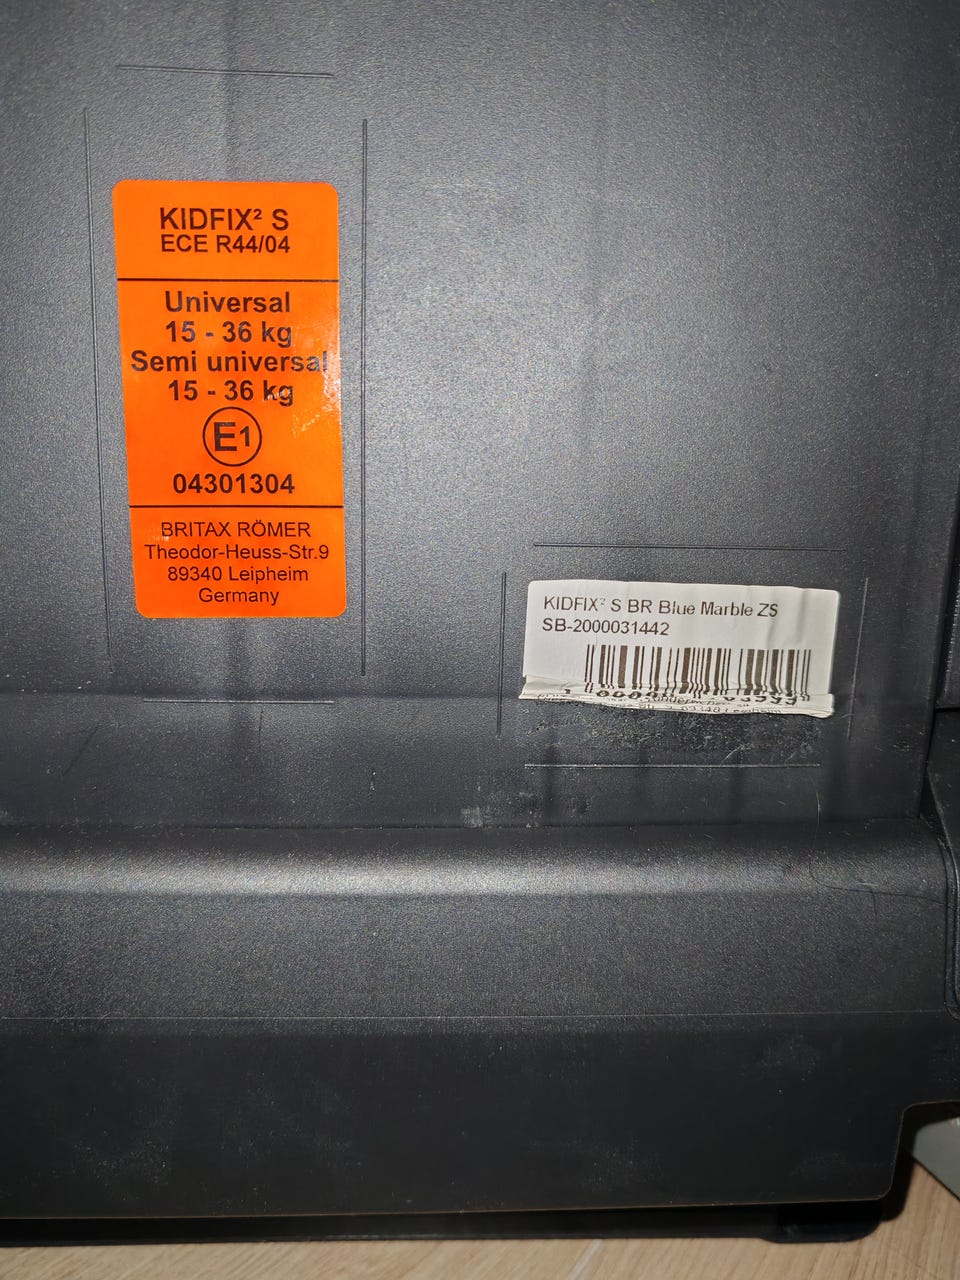 KIDFIX² S
ECE R44/04
Universal
15 - 36 kg
Semi universal
15 - 36 kg
E1
04301304
BRITAX RÖMER
Theodor-Heuss-Str.9
89340 Leipheim
Germany
KIDFIX² S BR Blue Marble ZS
SB-2000031442